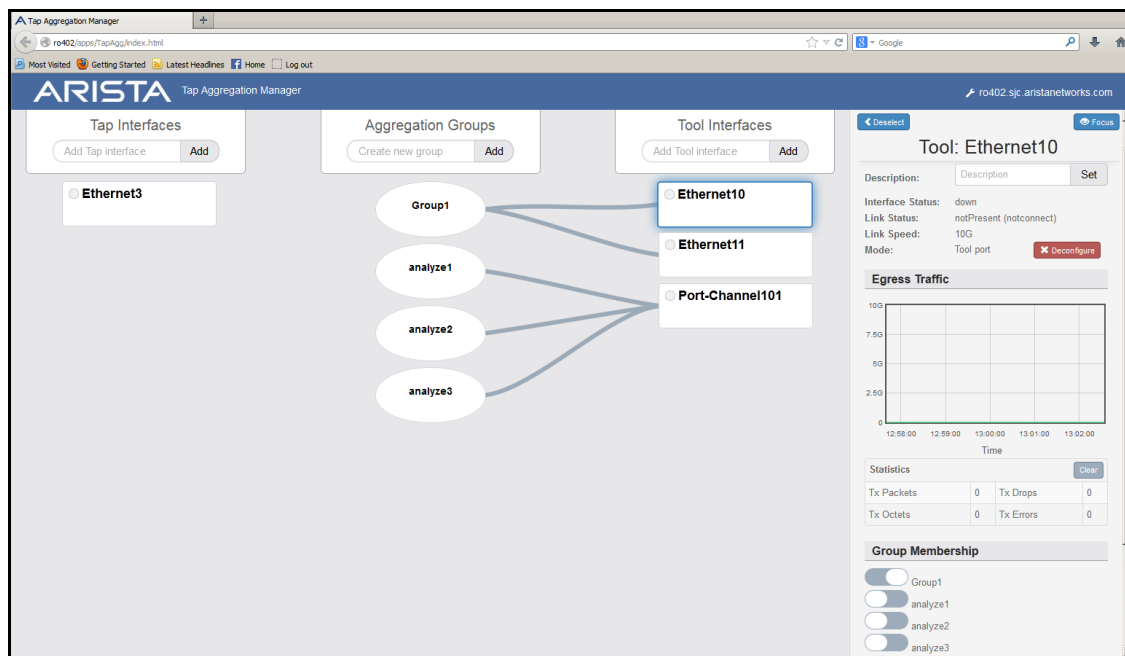 Tap Aggregation Manager
+
ro402/apps/TapAgg/index.html
8 Google
Most Visited Getting Started Latest Headlines Home Log out
ARISTA Tap Aggregation Manager
ro402.sjc.aristanetworks.com
Tap Interfaces
Add Tap interface Add
Ethernet3
Aggregation Groups
Create new group Add
Group1
analyze1
analyze2
analyze3
Tool Interfaces
Add Tool interface Add
Ethernet10
Ethernet11
Port-Channel101
Deselect Focus
Tool: Ethernet10
Description: Description Set
Interface Status: down
Link Status: notPresent (notconnect)
Link Speed: 10G
Mode: Tool port Deconfigure
Egress Traffic
10G
7.5G
5G
2.5G
0
12:58:00 12:59:00 13:00:00 13:01:00 13:02:00
Time
Statistics Clear
Tx Packets 0 Tx Drops 0
Tx Octets 0 Tx Errors 0
Group Membership
Group1
analyze1
analyze2
analyze3